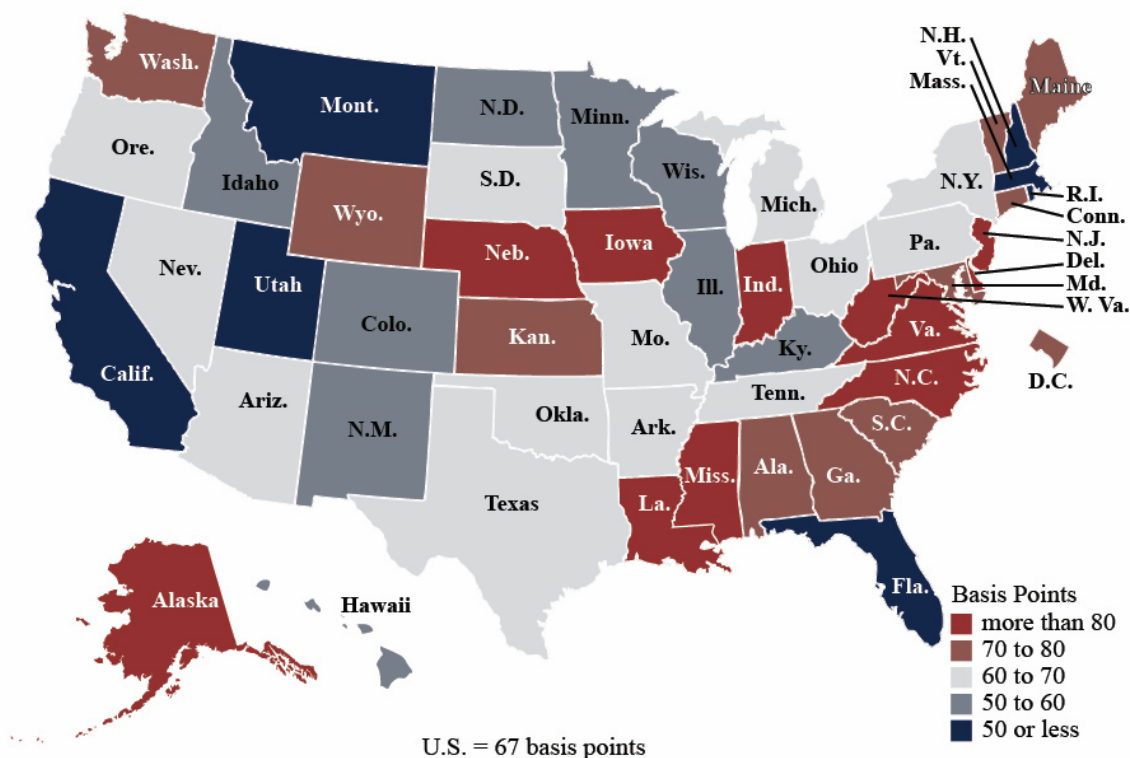 N.H.
Vt.
Mass.
Maine
Wash.
Mont.
N.D.
Minn.
Ore.
Idaho
Wyo.
S.D.
Wis.
Mich.
N.Y.
R.I.
Conn.
N.J.
Del.
Md.
W. Va.
Nev.
Utah
Colo.
Neb.
Iowa
Ill.
Ind.
Ohio
Pa.
Calif.
Ariz.
N.M.
Kan.
Mo.
Ky.
Va.
D.C.
Okla.
Ark.
Tenn.
N.C.
S.C.
Texas
La.
Miss.
Ala.
Ga.
Fla.
Alaska
Hawaii
Basis Points
more than 80
70 to 80
60 to 70
50 to 60
50 or less
U.S. = 67 basis points